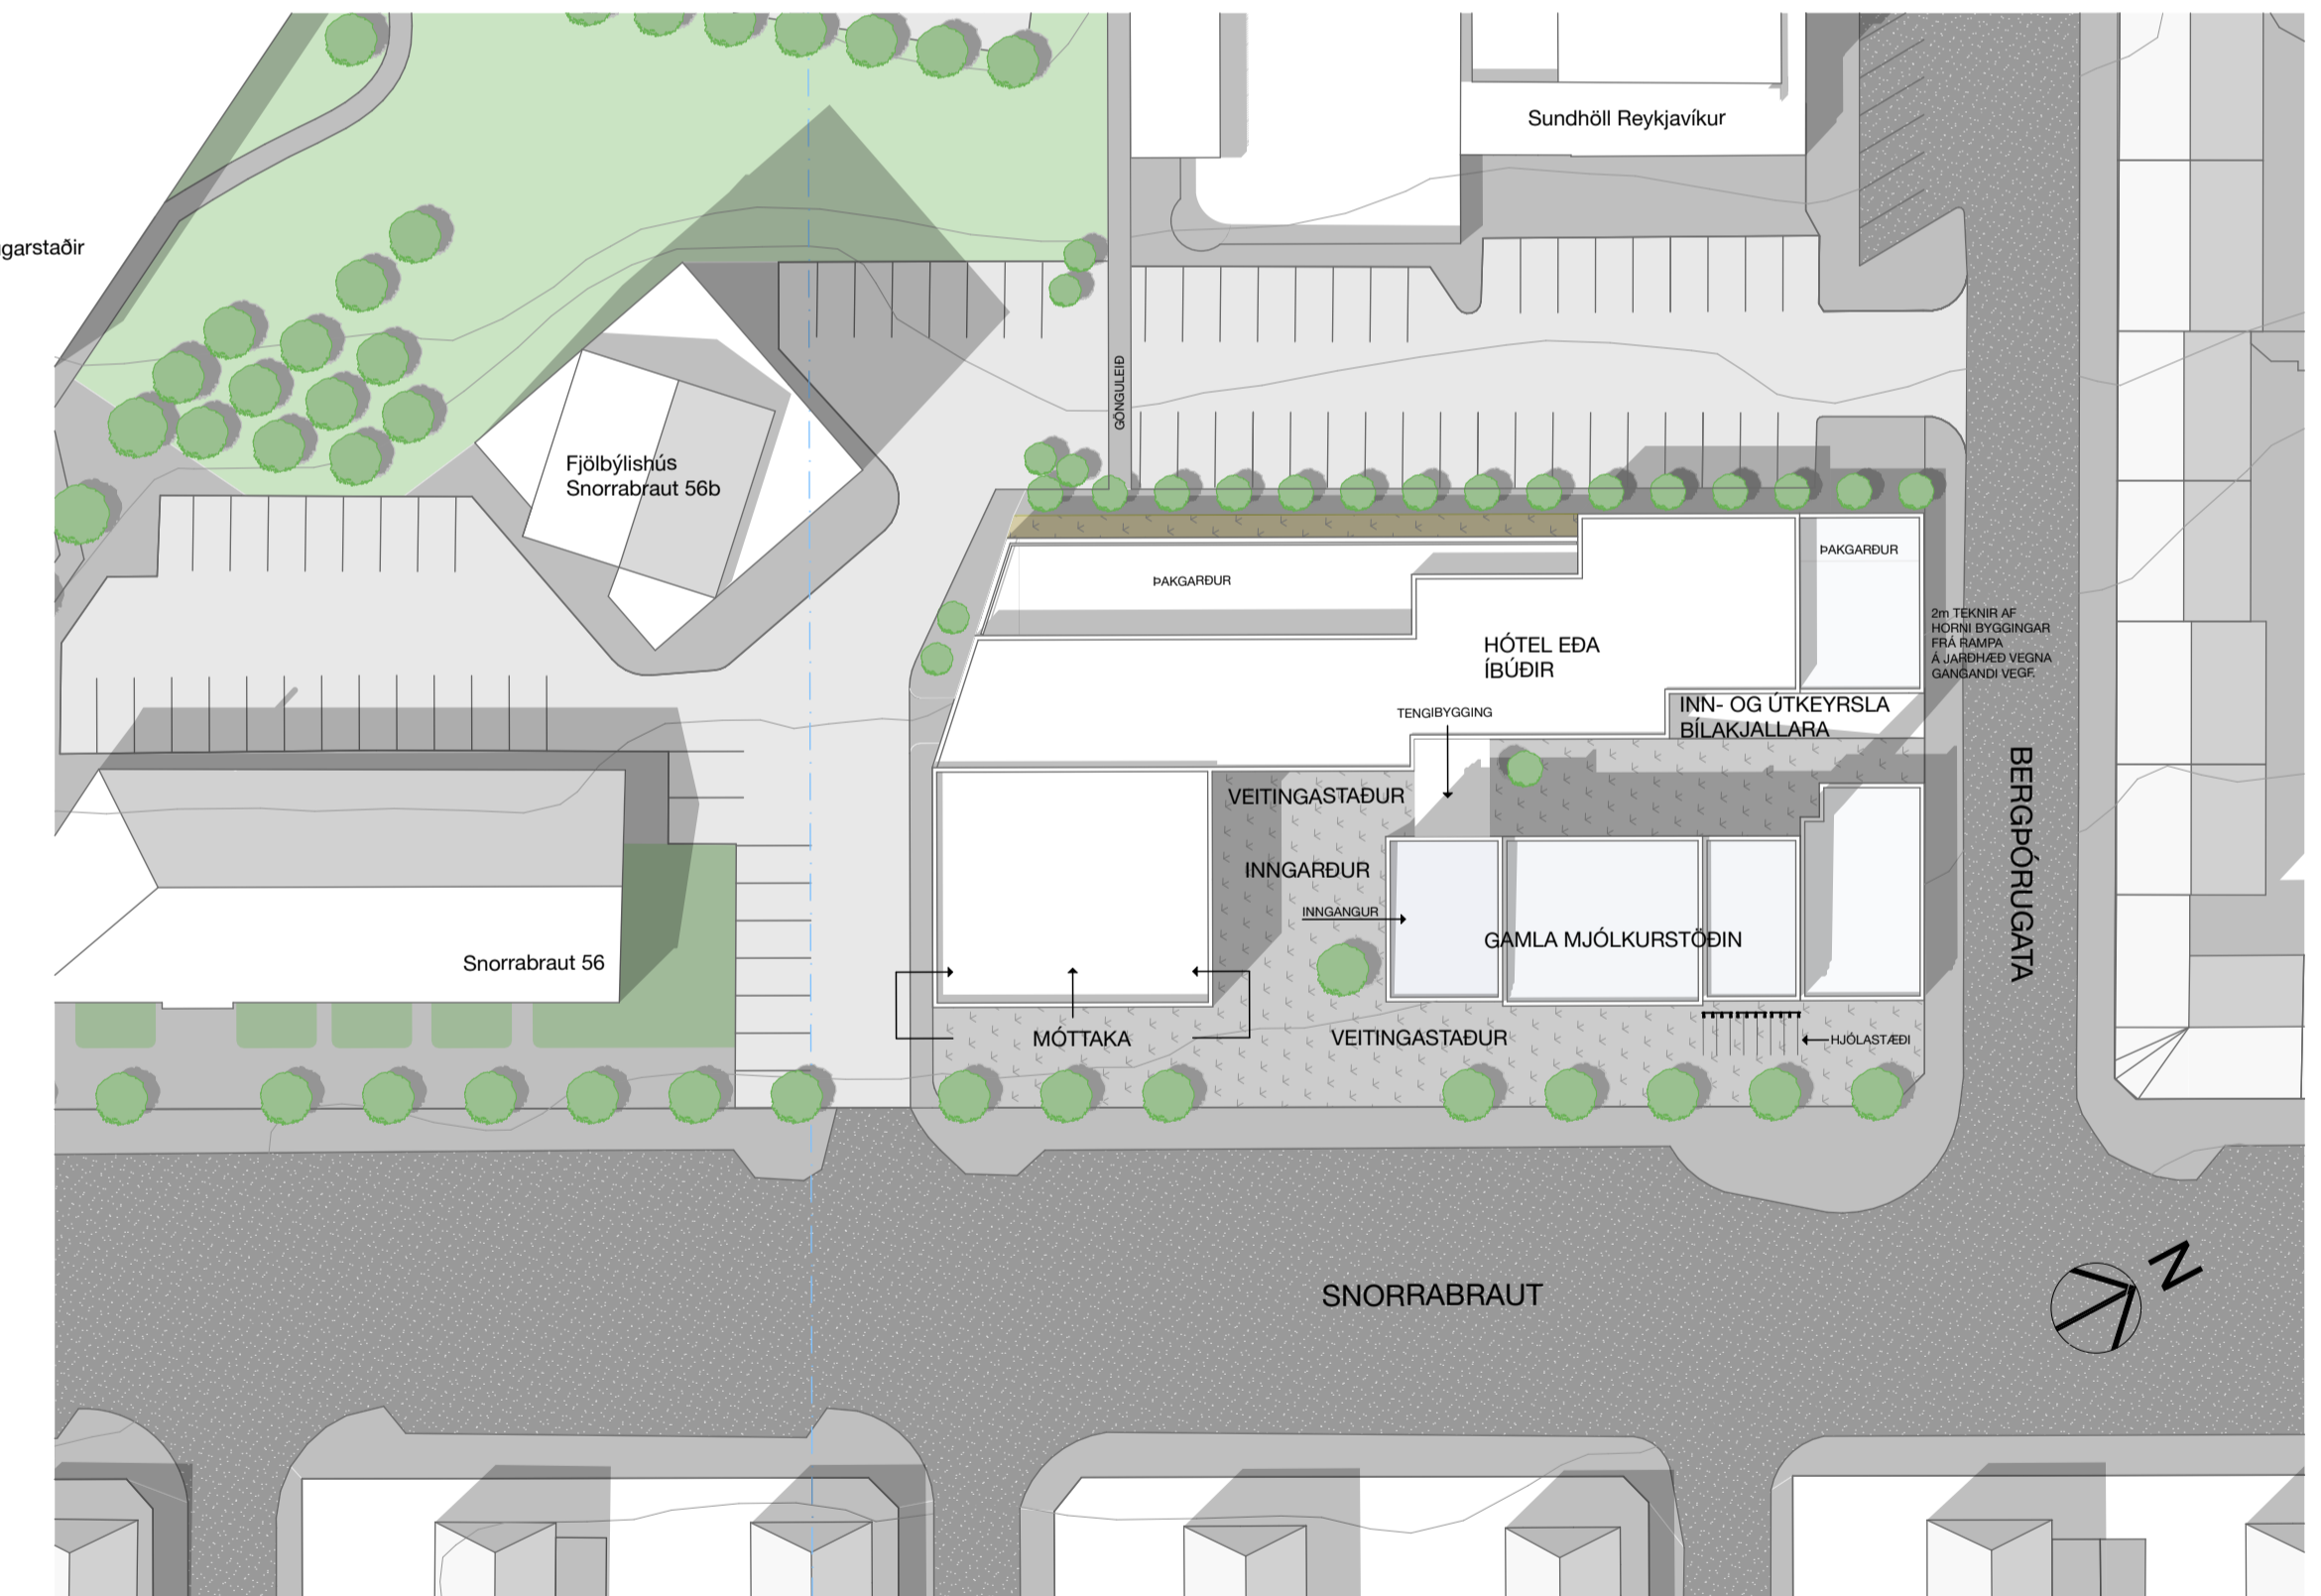 Sundhöll Reykjavíkur
garstaðir
GÖNGULEIÐ
Fjölbýlishús
Snorrabraut 56b
ÞAKGARÐUR
ÞAKGARÐUR
2m TEKNIR AF
HORNI BYGGINGAR
FRÁ RAMPA
Á JARÐHÆÐ VEGNA
GANGANDI VEGF.
HÓTEL EÐA
ÍBÚÐIR
INN- OG ÚTKEYRSLA
BÍLAKJALLARA
TENGIBYGGING
VEITINGASTAÐUR
INNGARÐUR
INNGANGUR
GAMLA MJÓLKURSTÖÐIN
BERGÞÓRUGATA
Snorrabraut 56
MÓTTAKA
VEITINGASTAÐUR
HJÓLASTÆÐI
SNORRABRAUT
N